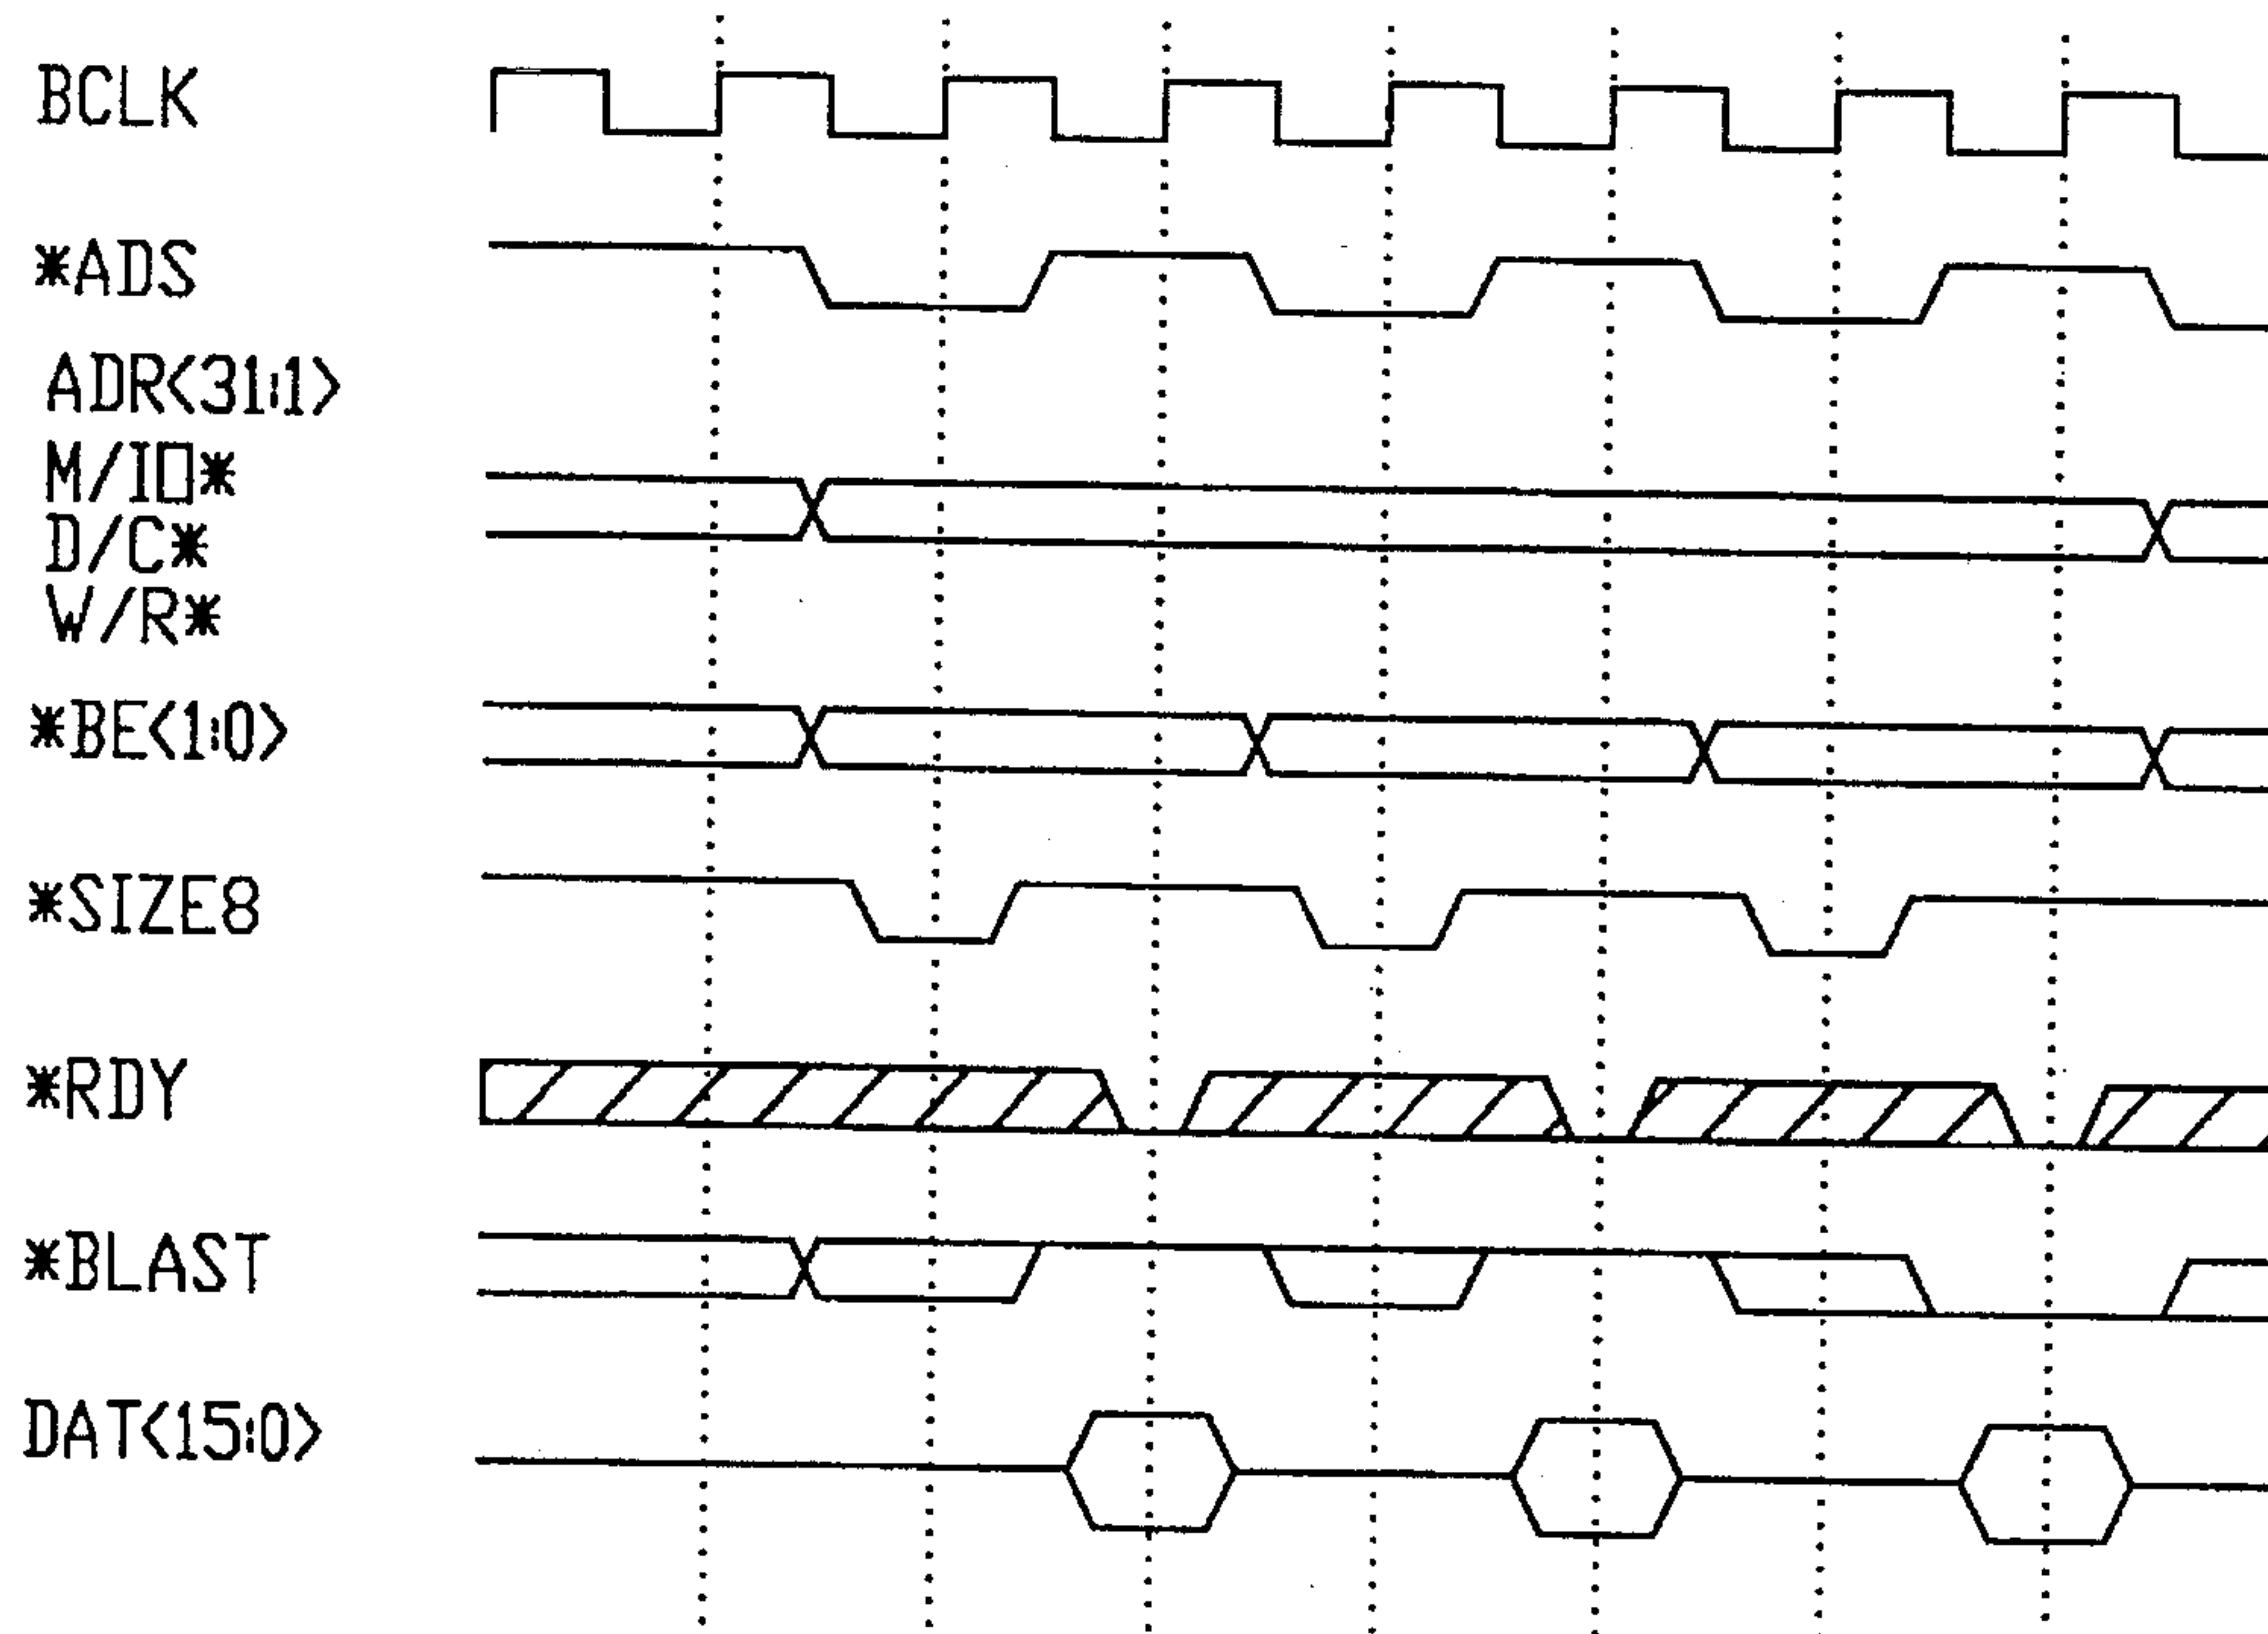 BCLK
*ADS
ADR<31:1>
M/IO*
D/C*
W/R*
*BE<1:0>
*SIZE8
*RDY
*BLAST
DAT<15:0>